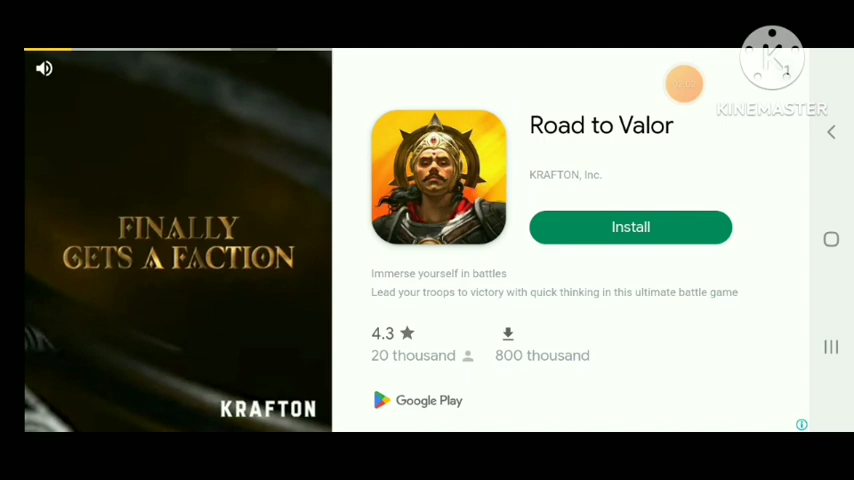 FINALLY
GETS A FACTION
KRAFTON
Road to Valor
KRAFTON, Inc.
Install
Immerse yourself in battles
Lead your troops to victory with quick thinking in this ultimate battle game
4.3
20 thousand
800 thousand
Google Play
KINEMASTER